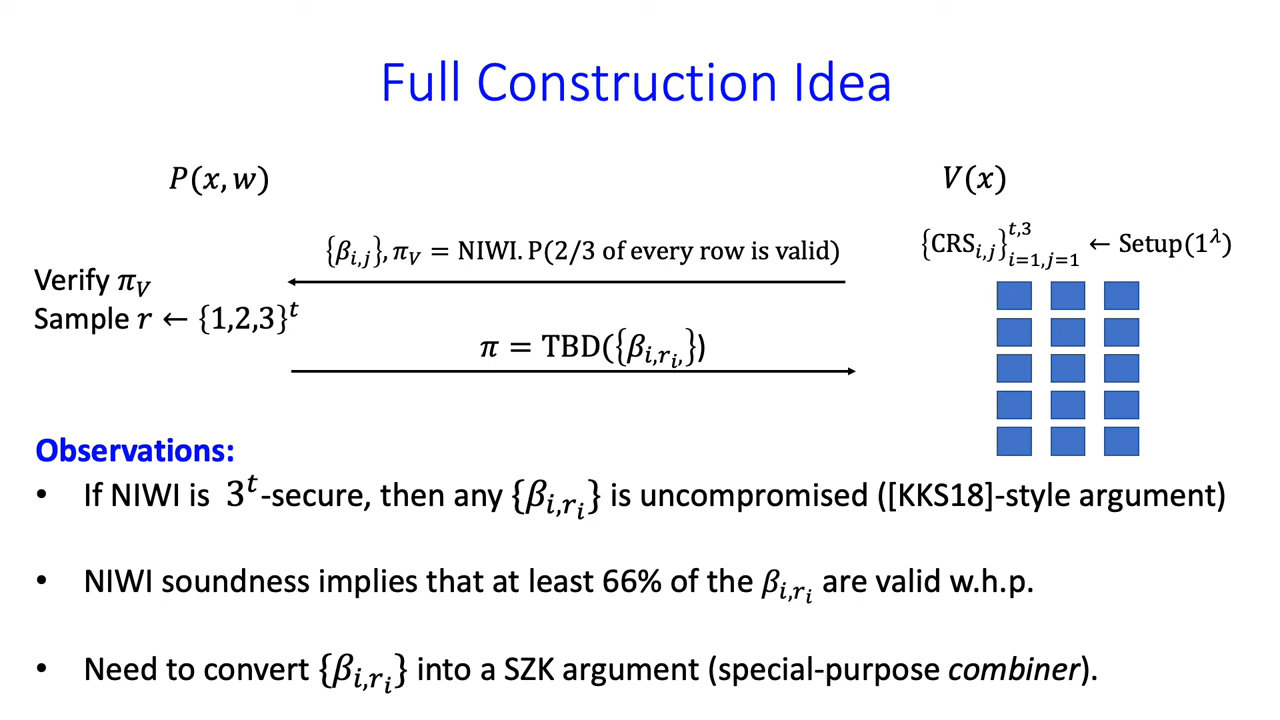 Full Construction Idea
P(x, w)
V(x)
{β_{i,j}}, π_V = NIWI. P(2/3 of every row is valid)
{CRS_{i,j}}_{i=1,j=1}^{t,3} ← Setup(1^λ)
Verify π_V
Sample r ← {1,2,3}^t
π = TBD({β_{i,r_i,}})
Observations:
• If NIWI is 3^t-secure, then any {β_{i,r_i}} is uncompromised ([KKS18]-style argument)
• NIWI soundness implies that at least 66% of the β_{i,r_i} are valid w.h.p.
• Need to convert {β_{i,r_i}} into a SZK argument (special-purpose combiner).